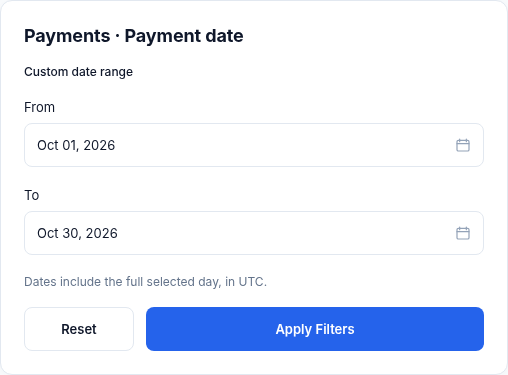 Payments · Payment date
Custom date range
From
Oct 01, 2026
To
Oct 30, 2026
Dates include the full selected day, in UTC.
Reset
Apply Filters